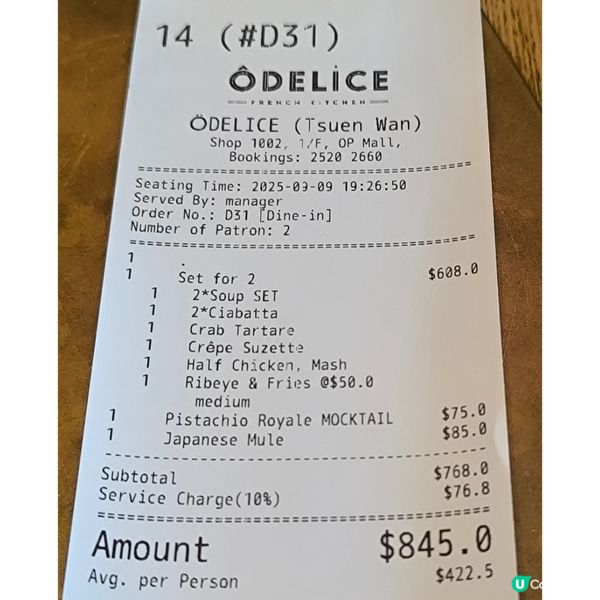 14 (#D31)
ÔDELİCE
FRENCH KITCHEN
ÖDELICE (Tsuen Wan)
Shop 1002, 1/F, OP Mall,
Bookings: 2520 2660
Seating Time: 2025-09-09 19:26:50
Served By: manager
Order No.: D31 [Dine-in]
Number of Patron: 2
1 .
1 Set for 2 $608.0
1 2*Soup SET
1 2*Ciabatta
1 Crab Tartare
1 Crêpe Suzette
1 Half Chicken, Mash
1 Ribeye & Fries @$50.0
medium
1 Pistachio Royale MOCKTAIL $75.0
1 Japanese Mule $85.0
Subtotal $768.0
Service Charge(10%) $76.8
Amount $845.0
Avg. per Person $422.5